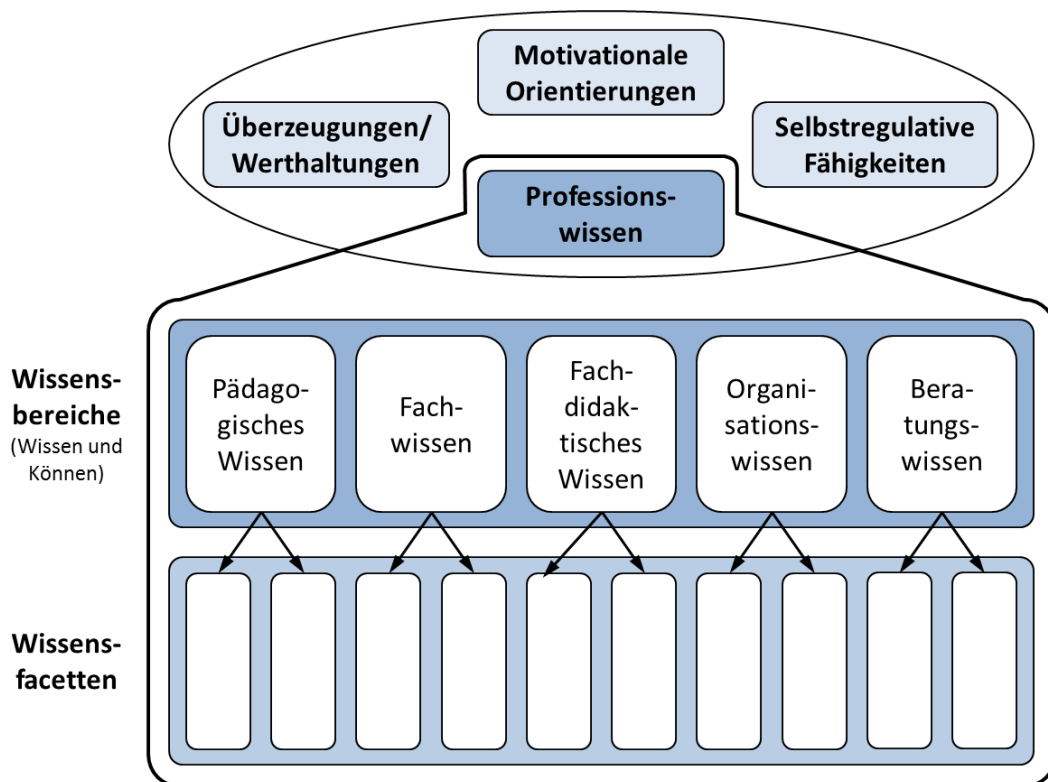 Motivationale
Orientierungen
Überzeugungen/
Werthaltungen
Selbstregulative
Fähigkeiten
Professions-
wissen
Wissens-
bereiche
(Wissen und
Können)
Pädago-
gisches
Wissen
Fach-
wissen
Fach-
didak-
tisches
Wissen
Organi-
sations-
wissen
Bera-
tungs-
wissen
Wissens-
facetten